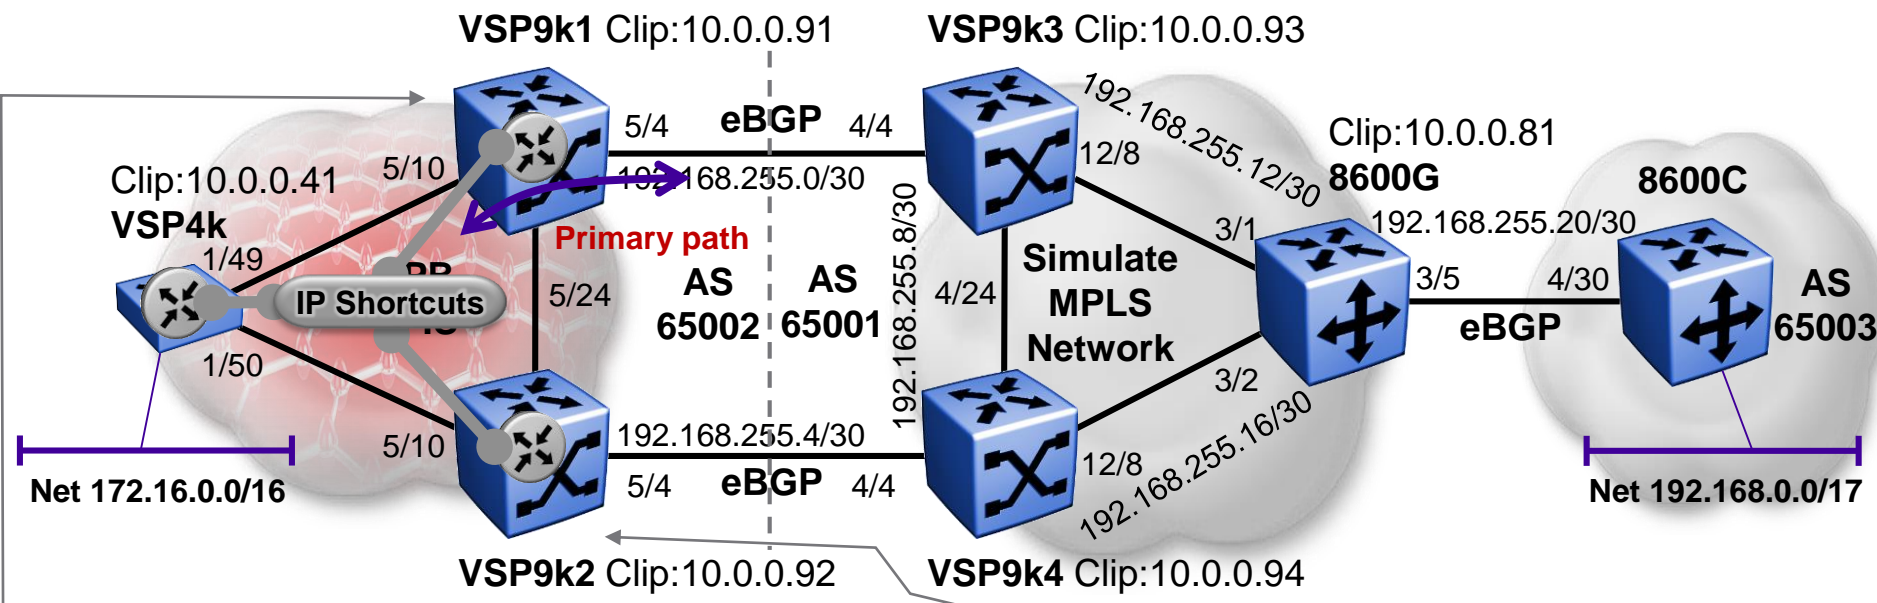 VSP9k1 Clip:10.0.0.91
VSP9k3 Clip:10.0.0.93
5/4
eBGP
4/4
192.168.255.0/30
12/8
192.168.255.12/30
Clip:10.0.0.81
8600G
8600C
Clip:10.0.0.41
VSP4k
5/10
1/49
Primary path
IP Shortcuts
5/24
AS
65002
AS
65001
192.168.255.8/30
4/24
Simulate
MPLS
Network
3/1
192.168.255.20/30
3/5
4/30
eBGP
AS
65003
1/50
5/10
192.168.255.4/30
5/4
eBGP
4/4
3/2
12/8
192.168.255.16/30
Net 172.16.0.0/16
Net 192.168.0.0/17
VSP9k2 Clip:10.0.0.92
VSP9k4 Clip:10.0.0.94